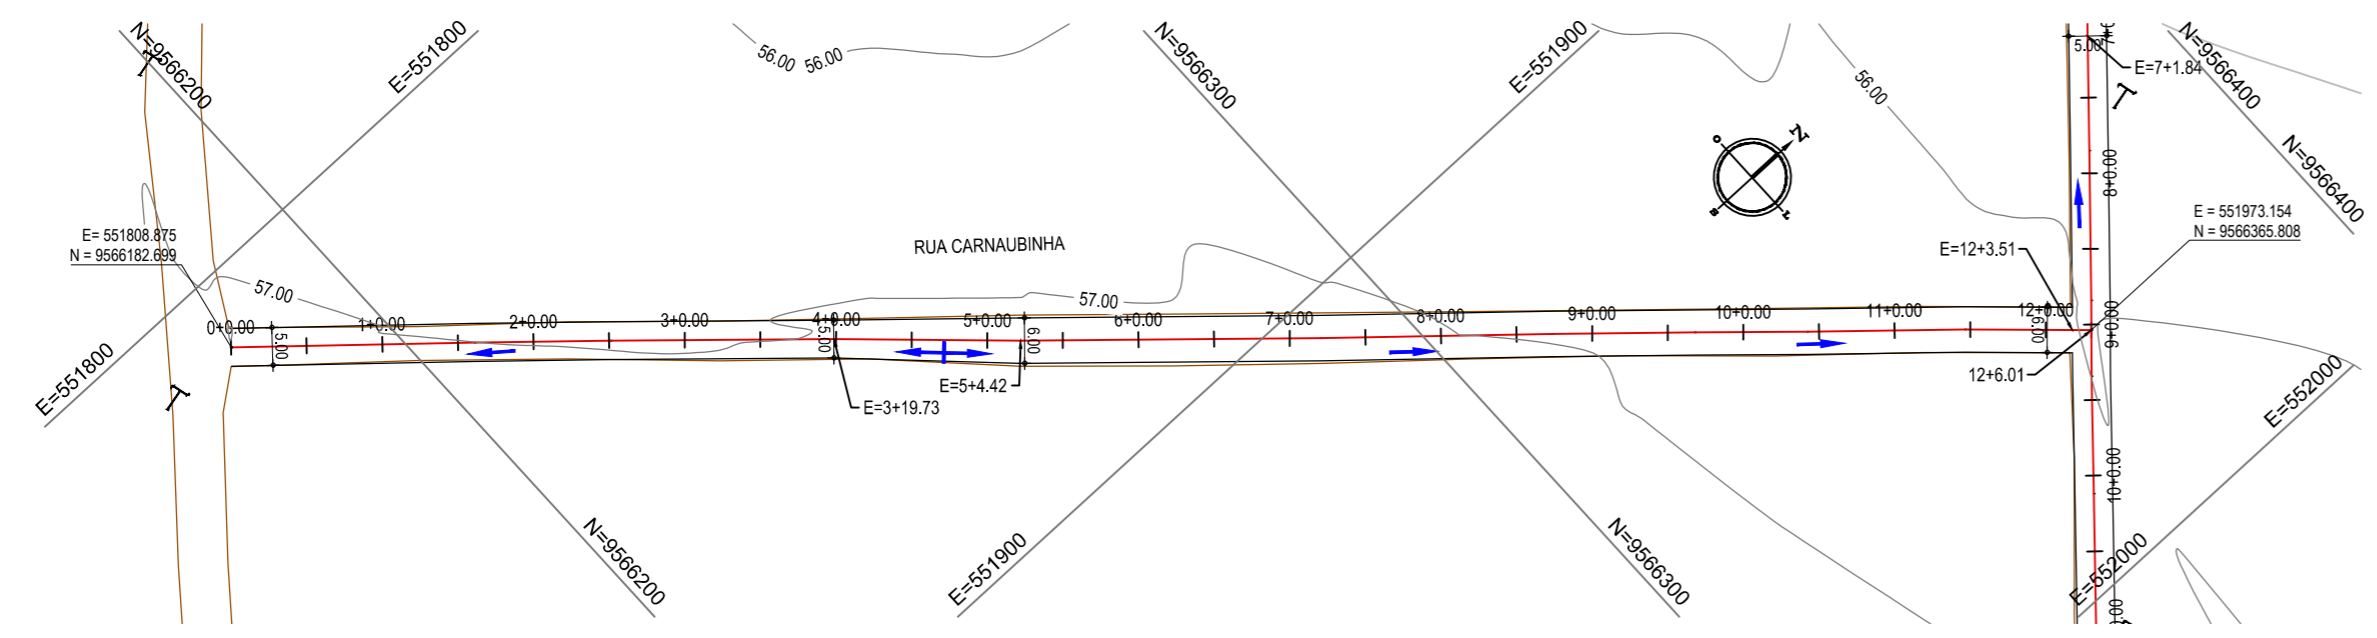 N=9566200
E=551800
56.00
56.00
N=9566300
E=551900
56.00
5.00
E=7+1.84
N=9566400
N=9566400
O
N
S
L
8+0.00
E= 551808.875
N = 9566182.699
RUA CARNAUBINHA
E = 551973.154
N = 9566365.808
E=12+3.51
57.00
57.00
0+0.00
1+0.00
2+0.00
3+0.00
4+0.00
5+0.00
6+0.00
7+0.00
8+0.00
9+0.00
10+0.00
11+0.00
12+0.00
9+0.00
5.00
5.00
6.00
6.00
E=551800
E=5+4.42
E=3+19.73
12+6.01
E=552000
10+0.00
N=9566200
E=551900
N=9566300
E=552000